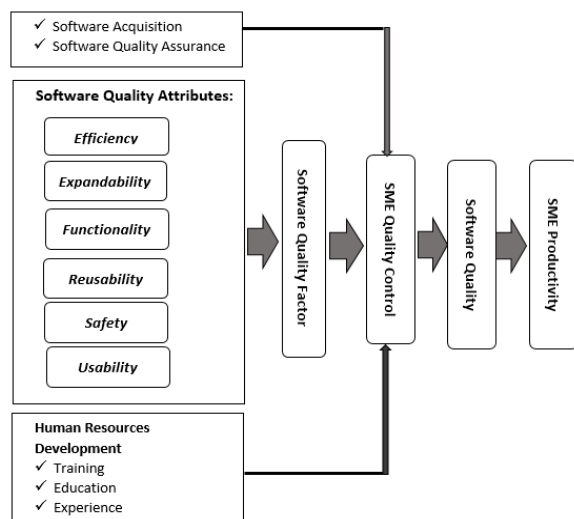 ✓ Software Acquisition
✓ Software Quality Assurance
Software Quality Attributes:
Efficiency
Expandability
Functionality
Reusability
Safety
Usability
Software Quality Factor
SME Quality Control
Software Quality
SME Productivity
Human Resources
Development
✓ Training
✓ Education
✓ Experience